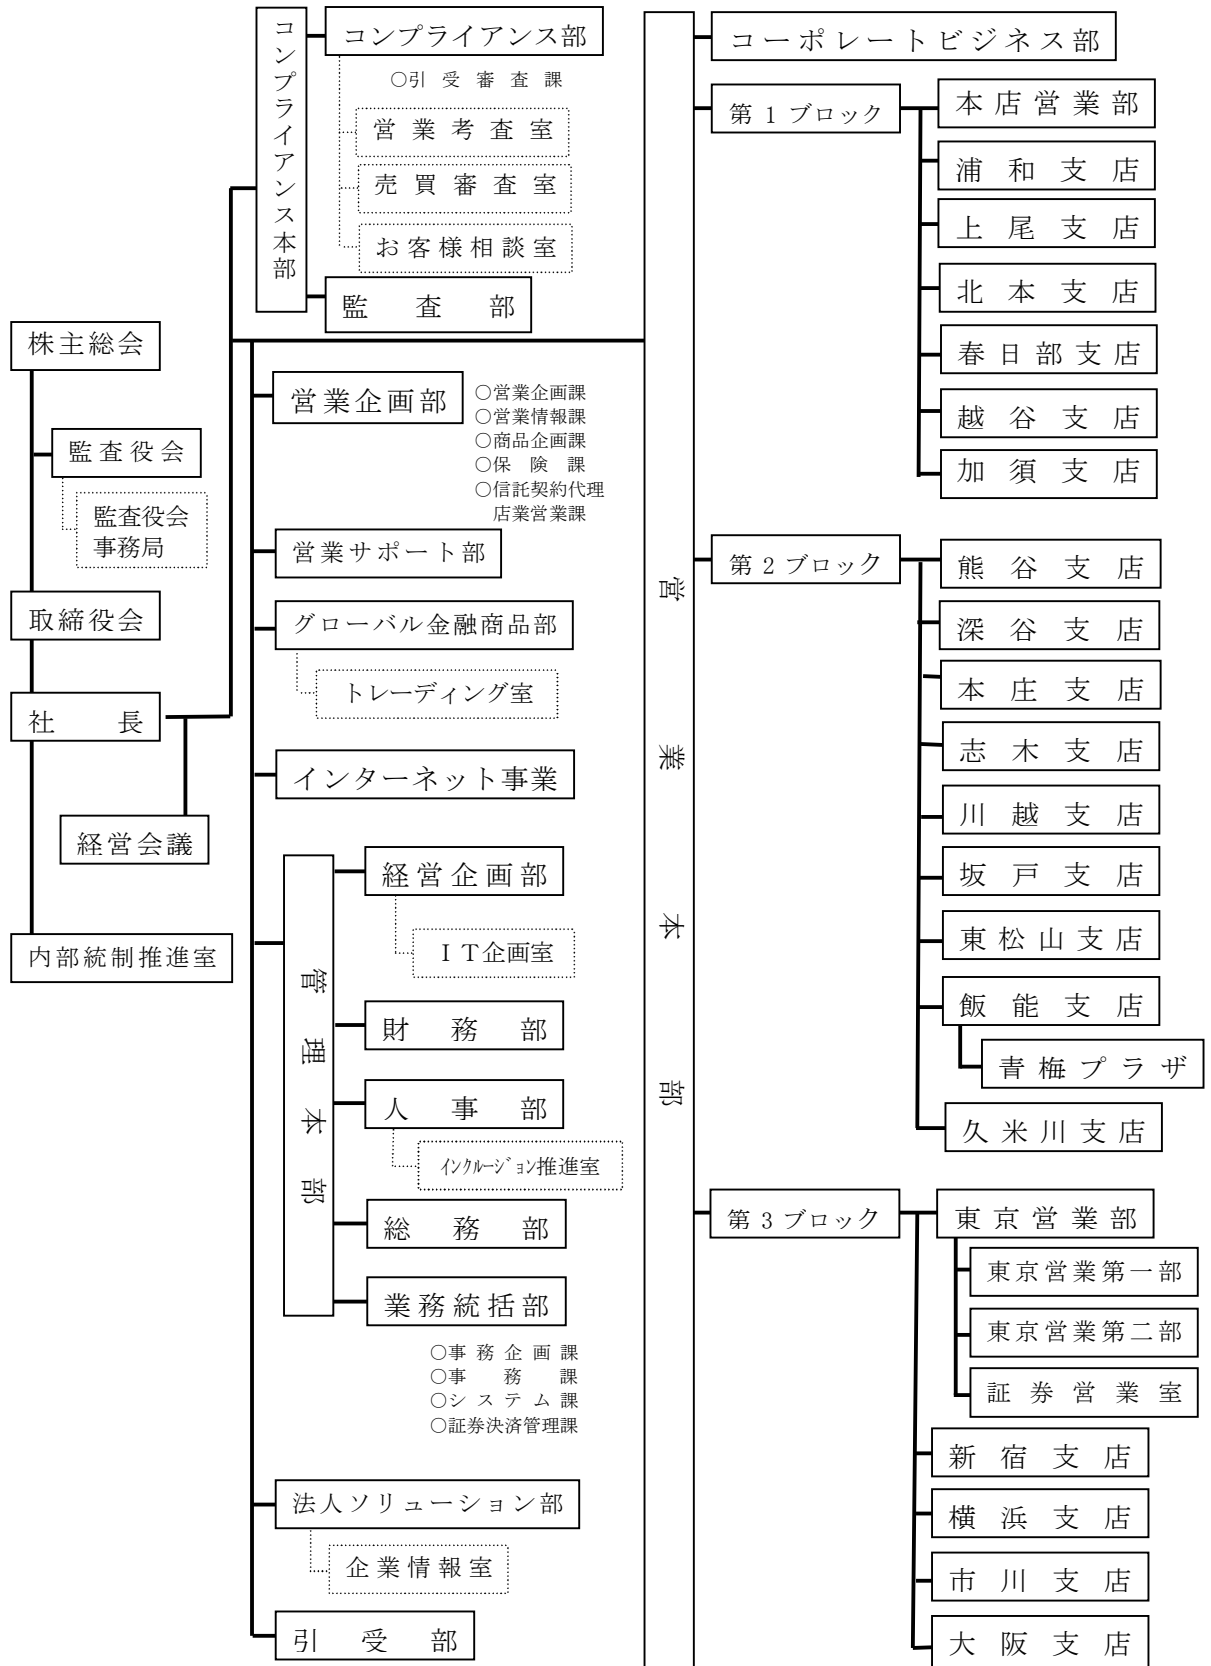 株主総会
監査役会
監査役会
事務局
取締役会
社長
経営会議
内部統制推進室
コンプライアンス本部
コンプライアンス部
○引受審査課
営業考査室
売買審査室
お客様相談室
監査部
営業企画部
○営業企画課
○営業情報課
○商品企画課
○保険課
○信託契約代理
店業営業課
営業サポート部
グローバル金融商品部
トレーディング室
インターネット事業
管理本部
経営企画部
IT企画室
財務部
人事部
インクルージョン推進室
総務部
業務統括部
○事務企画課
○事務課
○システム課
○証券決済管理課
法人ソリューション部
企業情報室
引受部
営業本部
コーポレートビジネス部
第1ブロック
本店営業部
浦和支店
上尾支店
北本支店
春日部支店
越谷支店
加須支店
第2ブロック
熊谷支店
深谷支店
本庄支店
志木支店
川越支店
坂戸支店
東松山支店
飯能支店
青梅プラザ
久米川支店
第3ブロック
東京営業部
東京営業第一部
東京営業第二部
証券営業室
新宿支店
横浜支店
市川支店
大阪支店